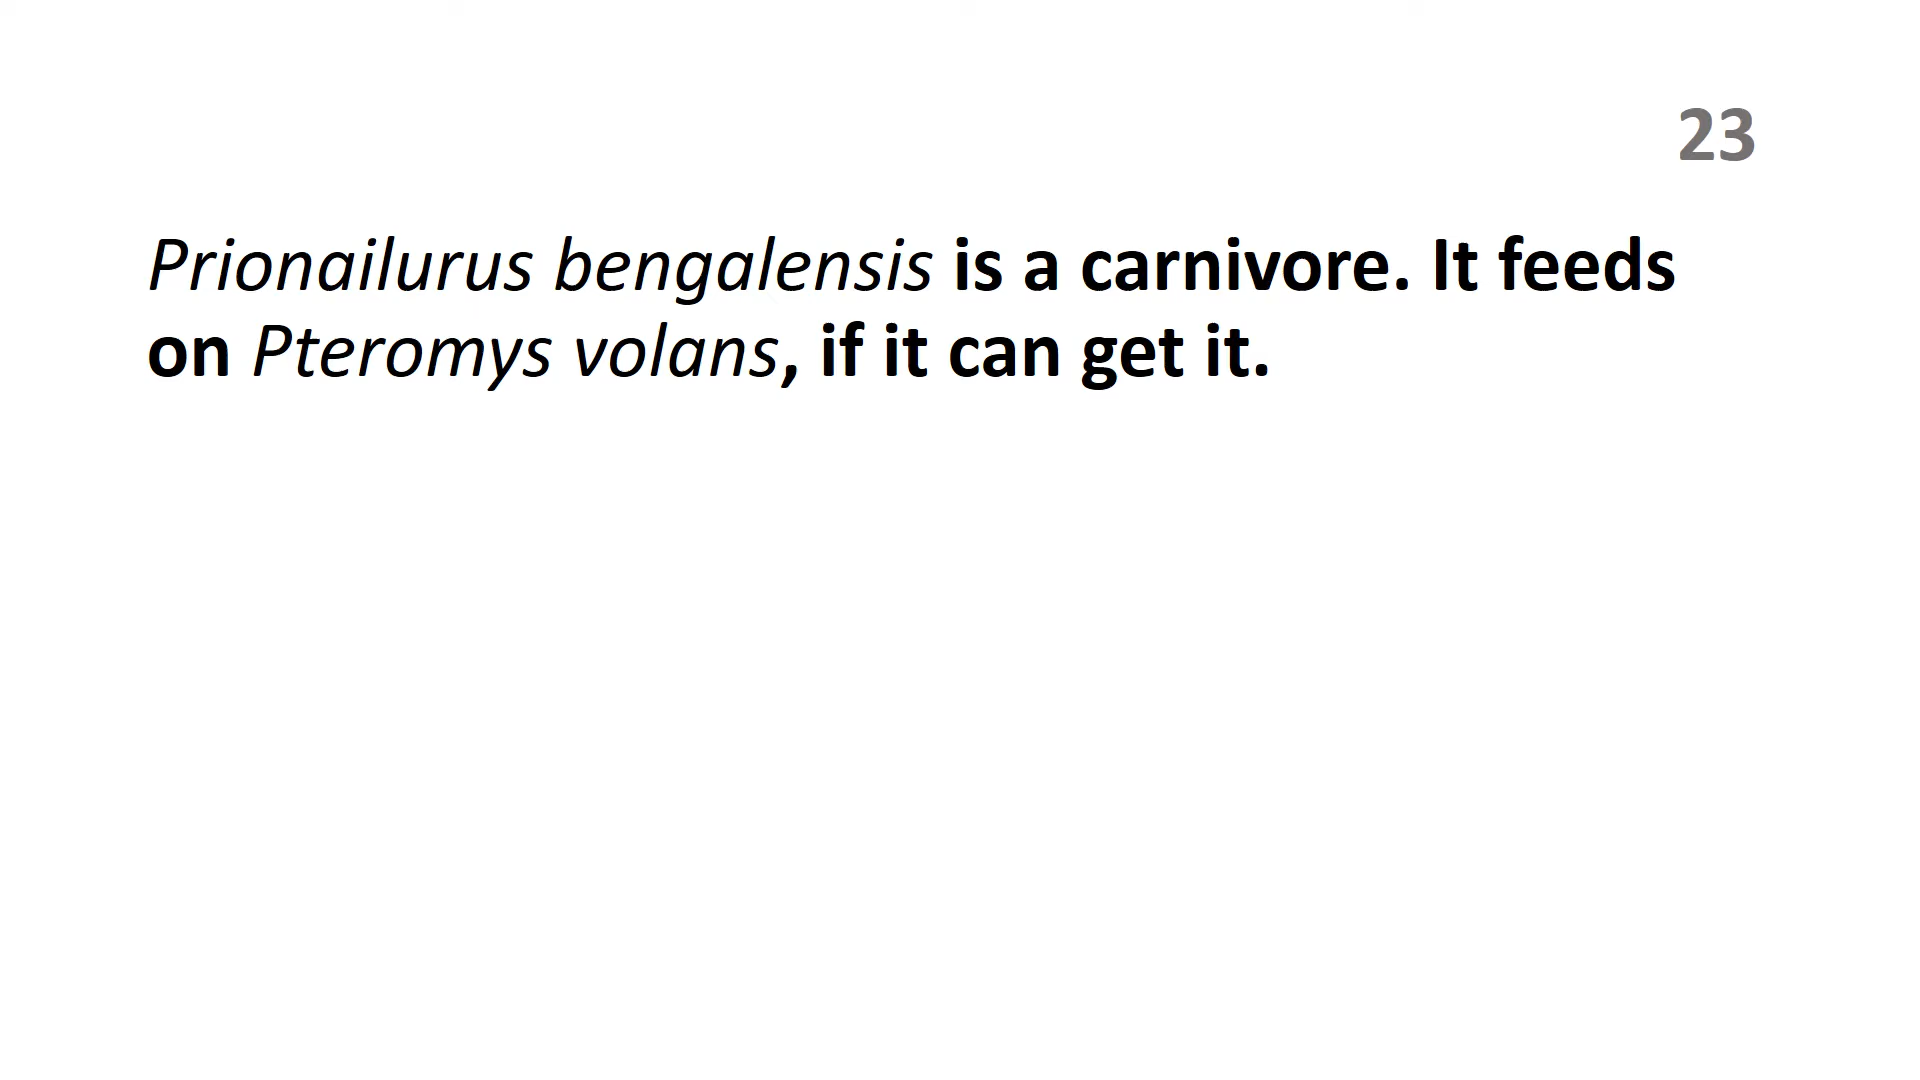 23
Prionailurus bengalensis is a carnivore. It feeds
on Pteromys volans, if it can get it.